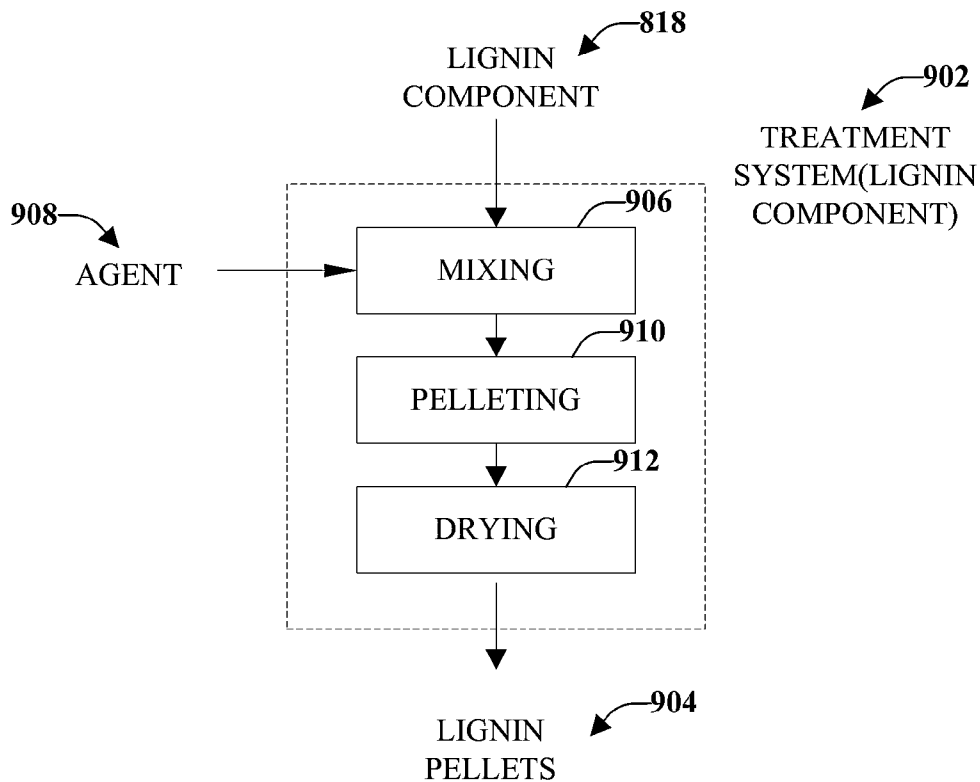 818
LIGNIN
COMPONENT
902
TREATMENT
SYSTEM(LIGNIN
COMPONENT)
908
AGENT
906
MIXING
910
PELLETING
912
DRYING
904
LIGNIN
PELLETS